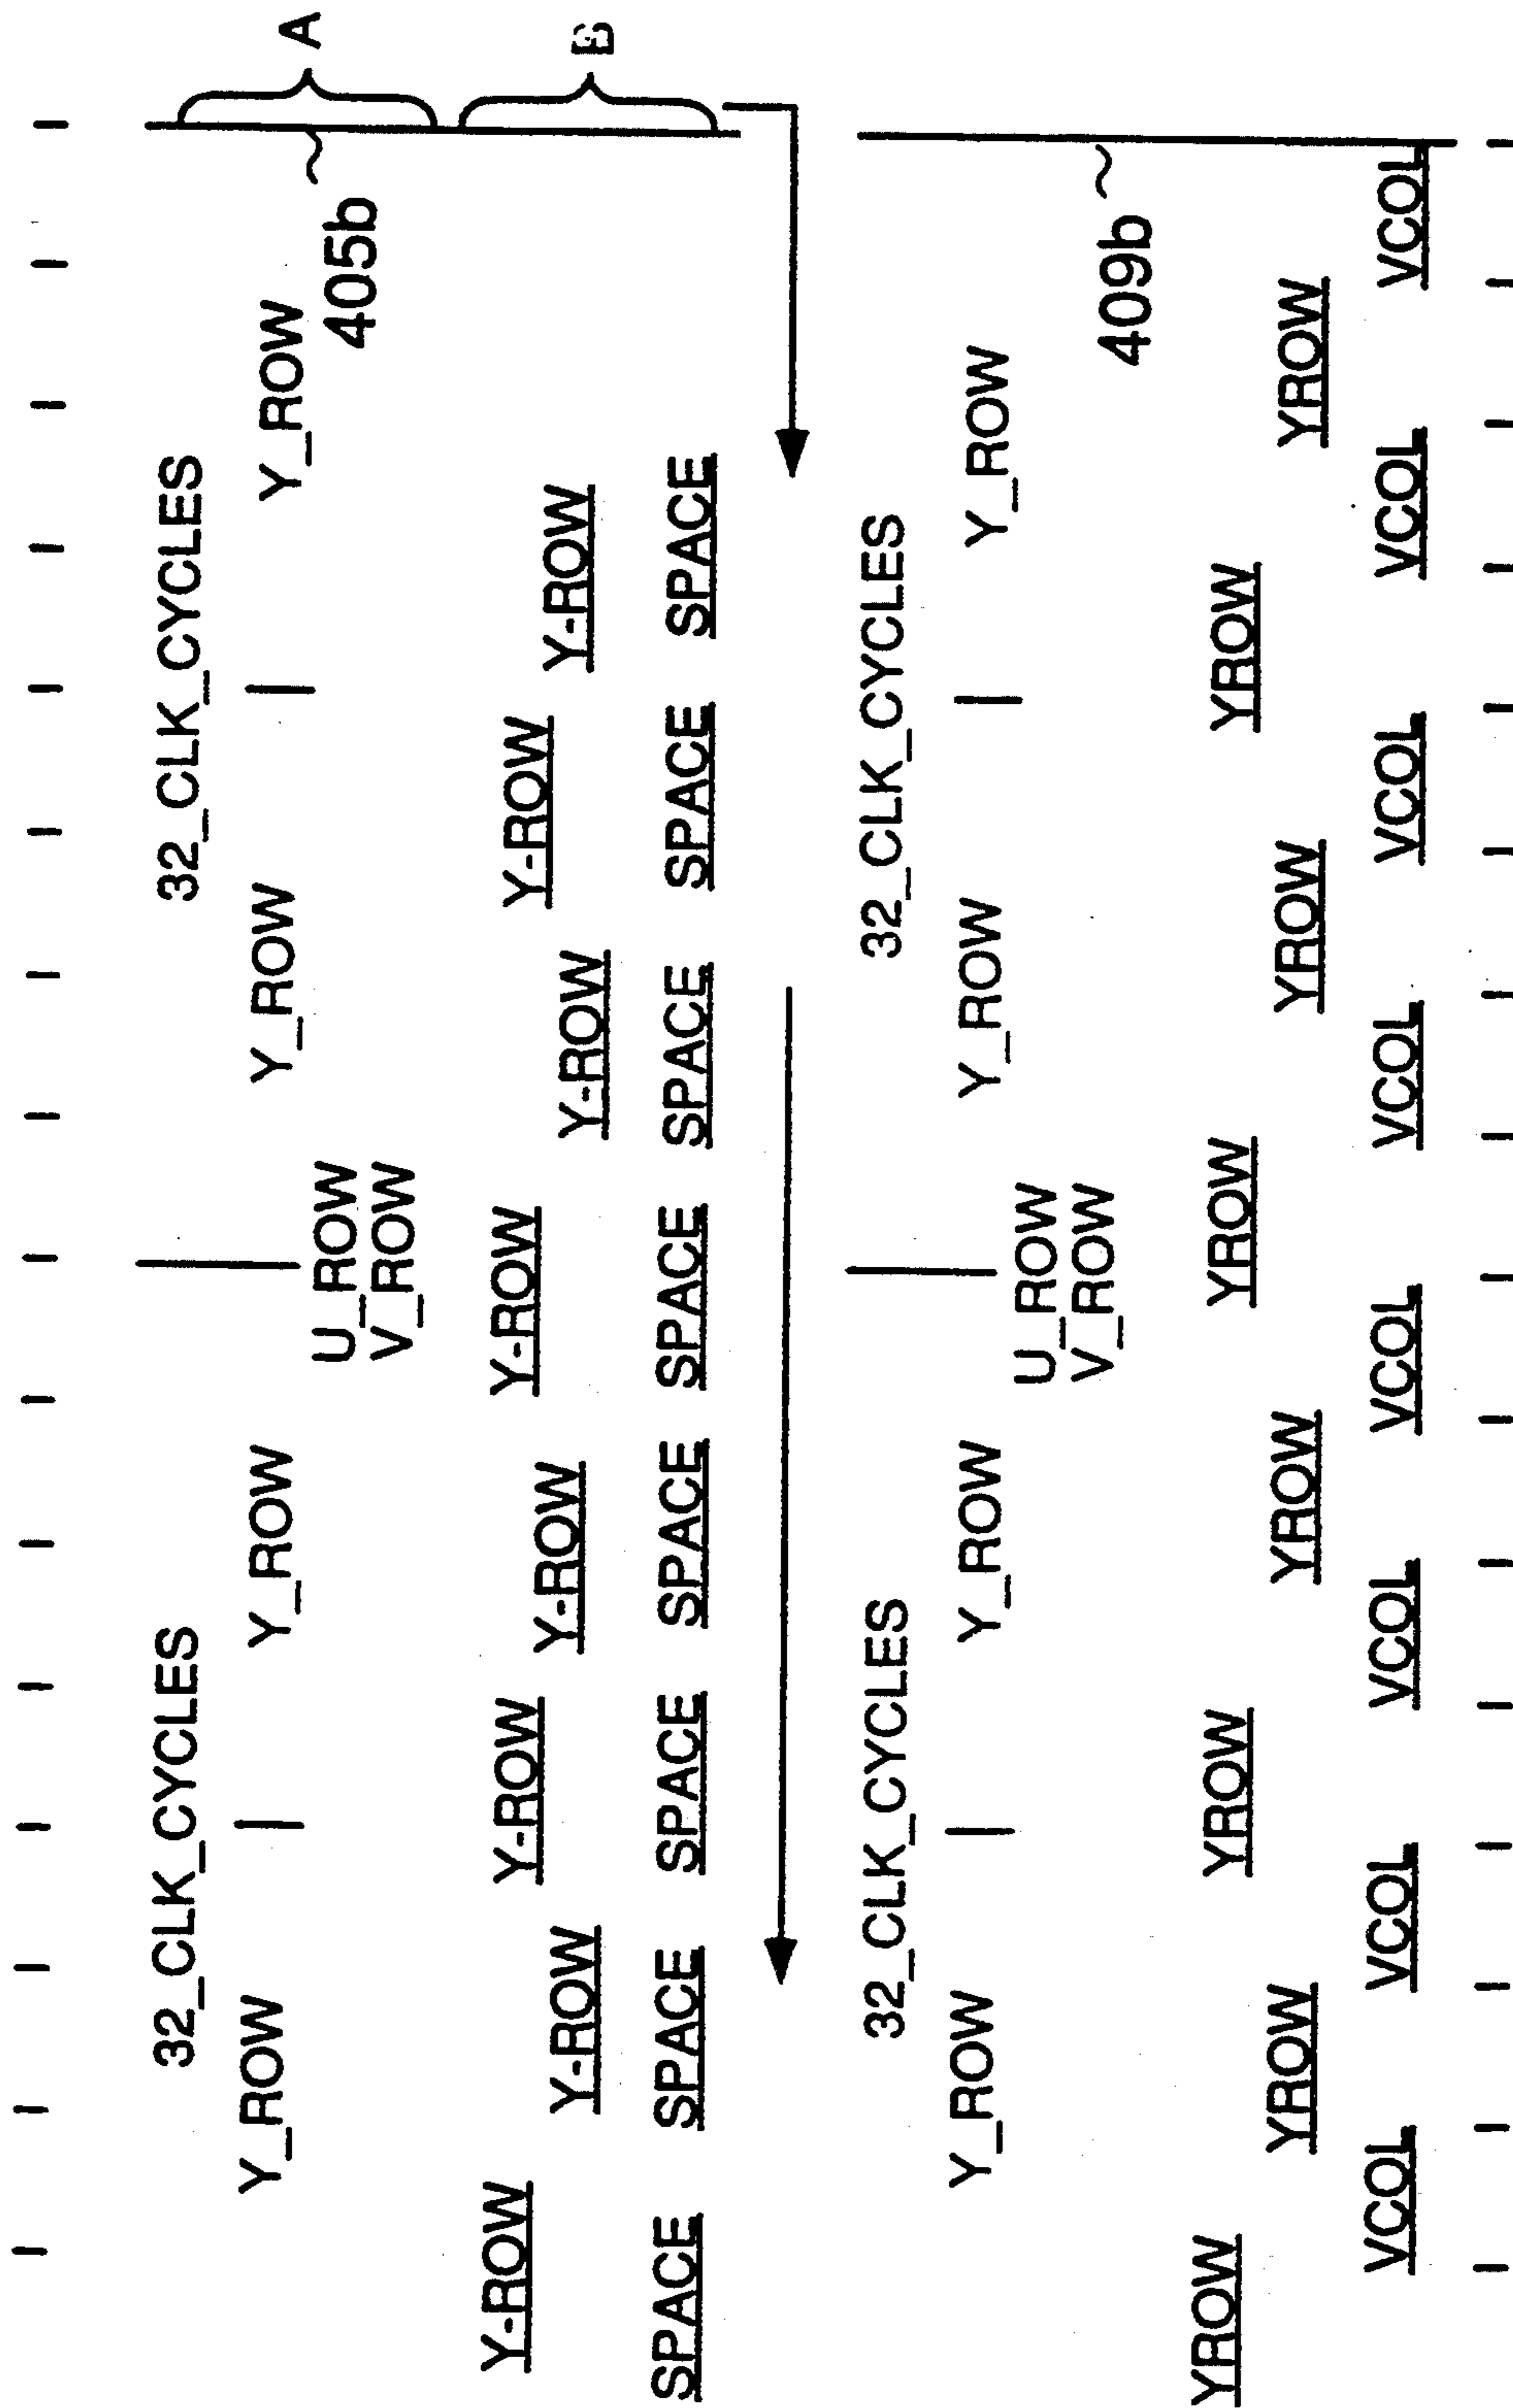 32_CLK_CYCLES 32_CLK_CYCLES
Y_ROW Y_ROW Y_ROW Y_ROW A
U_ROW 405b
V_ROW
Y-ROW Y-ROW Y-ROW Y-ROW
Y-ROW Y-ROW Y-ROW Y-ROW B
SPACE SPACE SPACE SPACE SPACE SPACE SPACE SPACE
32_CLK_CYCLES 32_CLK_CYCLES
Y_ROW Y_ROW Y_ROW Y_ROW
U_ROW
V_ROW 409b
YROW YROW YROW YROW
YROW YROW YROW YROW
VCOL VCOL VCOL VCOL VCOL VCOL VCOL VCOL